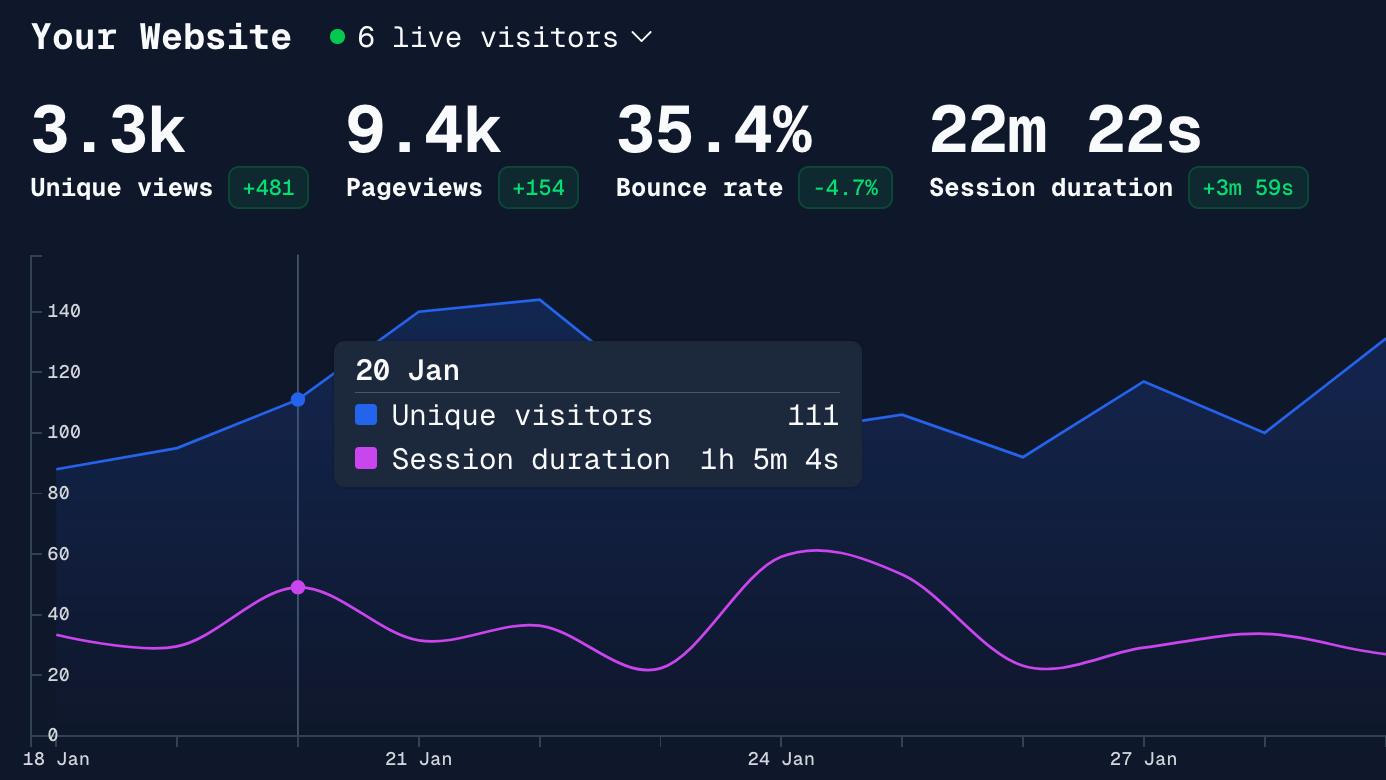 Your Website 6 live visitors
3.3k 9.4k 35.4% 22m 22s
Unique views +481 Pageviews +154 Bounce rate -4.7% Session duration +3m 59s
140
120
100
80
60
40
20
0
20 Jan
Unique visitors 111
Session duration 1h 5m 4s
18 Jan 21 Jan 24 Jan 27 Jan